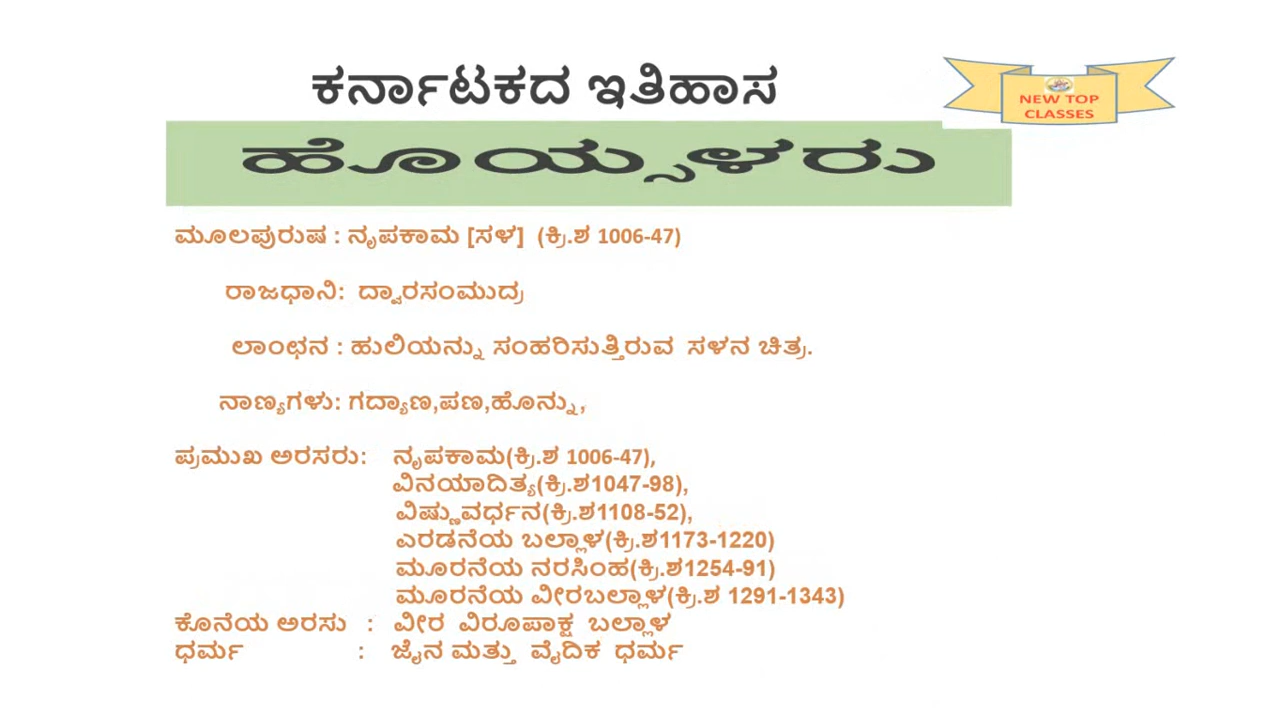 ಕರ್ನಾಟಕದ ಇತಿಹಾಸ
NEW TOP
CLASSES
ಹೊಯ್ಸಳರು
ಮೂಲಪುರುಷ : ನೃಪಕಾಮ [ಸಳ] (ಕ್ರಿ.ಶ 1006-47)
ರಾಜಧಾನಿ: ದ್ವಾರಸಂಮುದ್ರ
ಲಾಂಛನ : ಹುಲಿಯನ್ನು ಸಂಹರಿಸುತ್ತಿರುವ ಸಳನ ಚಿತ್ರ.
ನಾಣ್ಯಗಳು: ಗದ್ಯಾಣ,ಪಣ,ಹೊನ್ನು,
ಪ್ರಮುಖ ಅರಸರು: ನೃಪಕಾಮ(ಕ್ರಿ.ಶ 1006-47),
ವಿನಯಾದಿತ್ಯ(ಕ್ರಿ.ಶ1047-98),
ವಿಷ್ಣುವರ್ಧನ(ಕ್ರಿ.ಶ1108-52),
ಎರಡನೆಯ ಬಲ್ಲಾಳ(ಕ್ರಿ.ಶ1173-1220)
ಮೂರನೆಯ ನರಸಿಂಹ(ಕ್ರಿ.ಶ1254-91)
ಮೂರನೆಯ ವೀರಬಲ್ಲಾಳ(ಕ್ರಿ.ಶ 1291-1343)
ಕೊನೆಯ ಅರಸು : ವೀರ ವಿರೂಪಾಕ್ಷ ಬಲ್ಲಾಳ
ಧರ್ಮ : ಜೈನ ಮತ್ತು ವೈದಿಕ ಧರ್ಮ